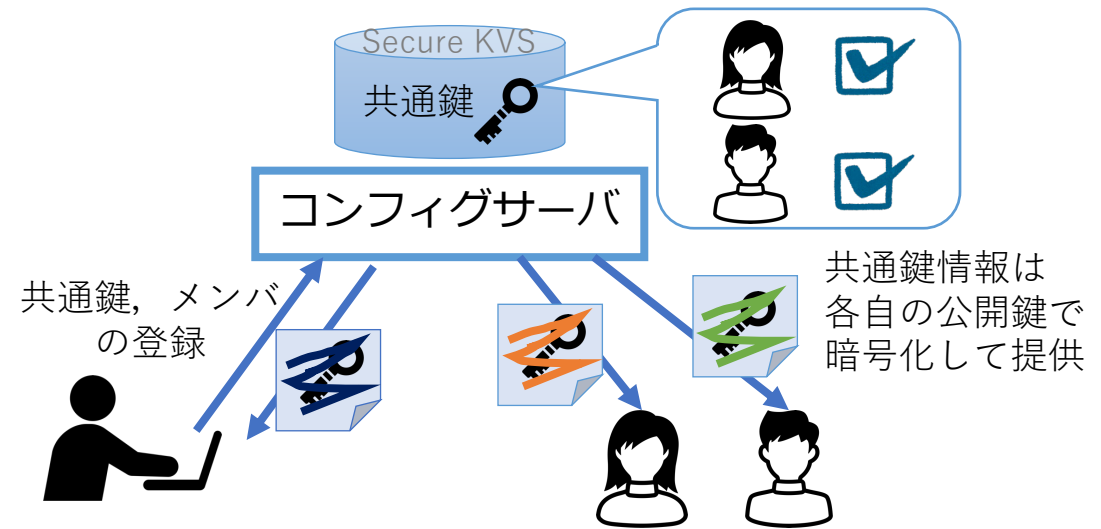 Secure KVS
共通鍵
コンフィグサーバ
共通鍵，メンバ
の登録
共通鍵情報は
各自の公開鍵で
暗号化して提供